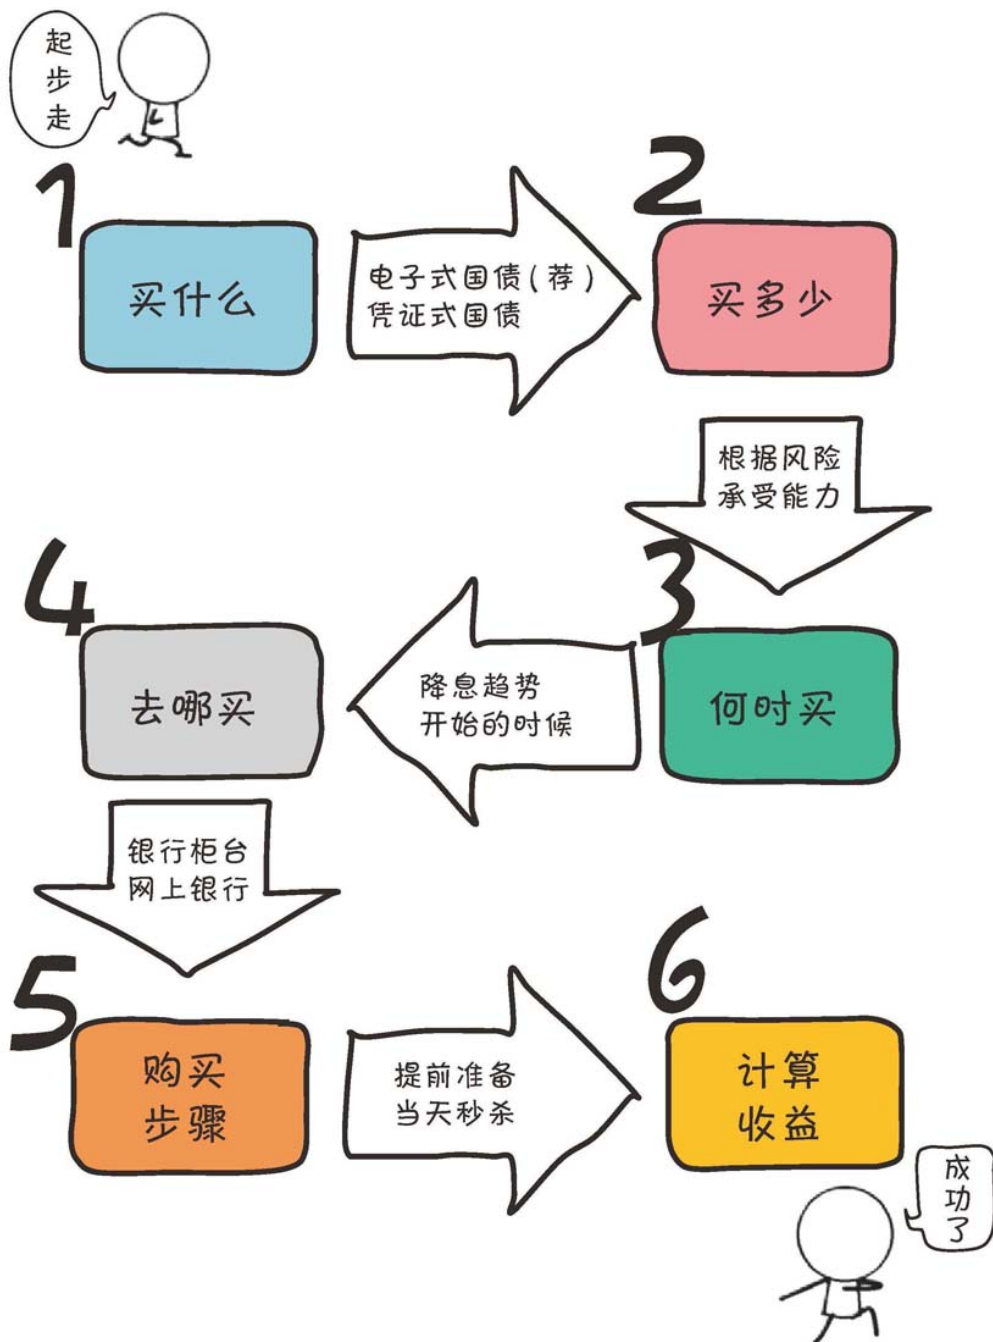 起步走
1
买什么
电子式国债(荐)
凭证式国债
2
买多少
根据风险
承受能力
3
何时买
降息趋势
开始的时候
4
去哪买
银行柜台
网上银行
5
购买
步骤
提前准备
当天秒杀
6
计算
收益
成功了